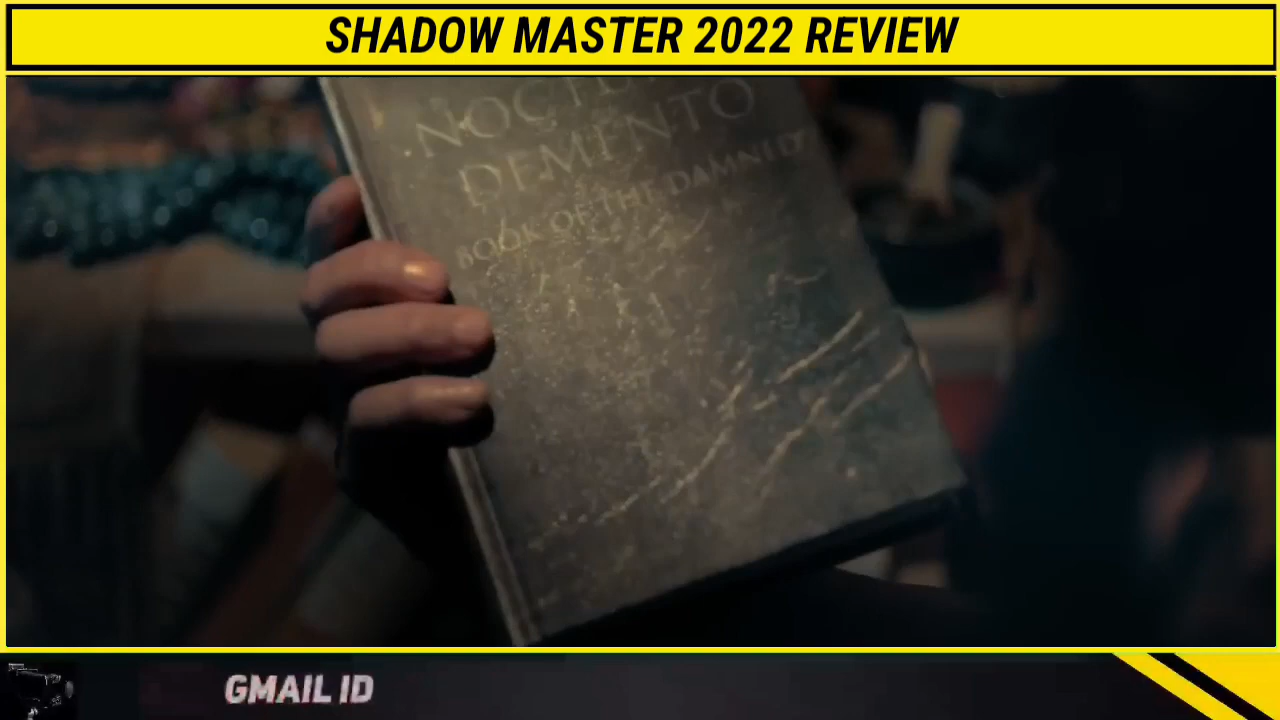 SHADOW MASTER 2022 REVIEW
DEMENTO
BOOK OF THE DAMNED
GMAIL ID